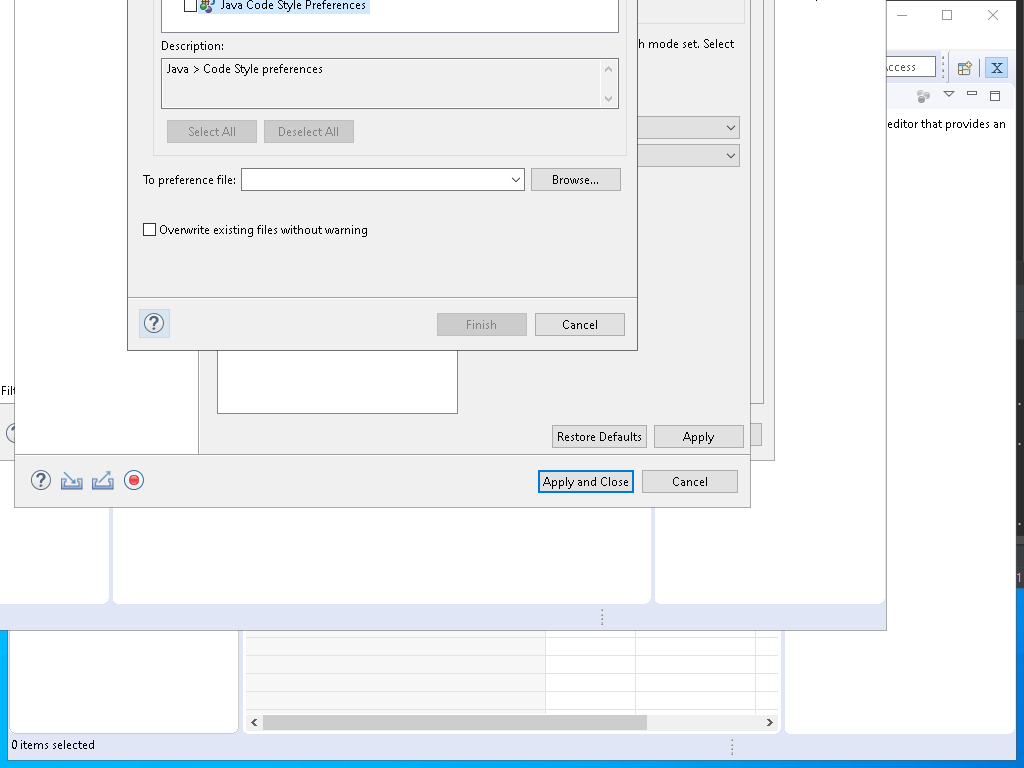 Java Code Style Preferences
Description:
h mode set. Select
Java > Code Style preferences
editor that provides an
Select All
Deselect All
To preference file:
Browse...
Overwrite existing files without warning
Finish
Cancel
Restore Defaults
Apply
Apply and Close
Cancel
0 items selected